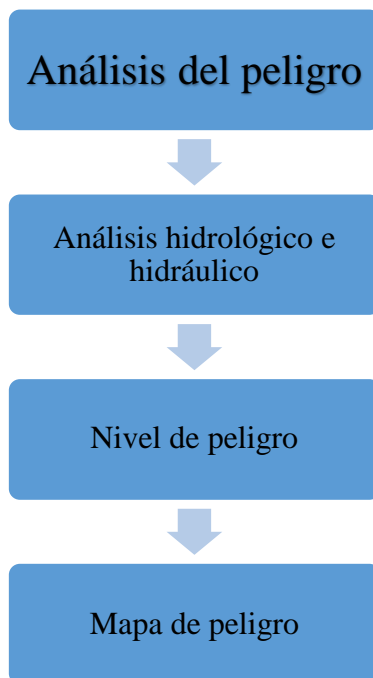 Análisis del peligro
Análisis hidrológico e
hidráulico
Nivel de peligro
Mapa de peligro